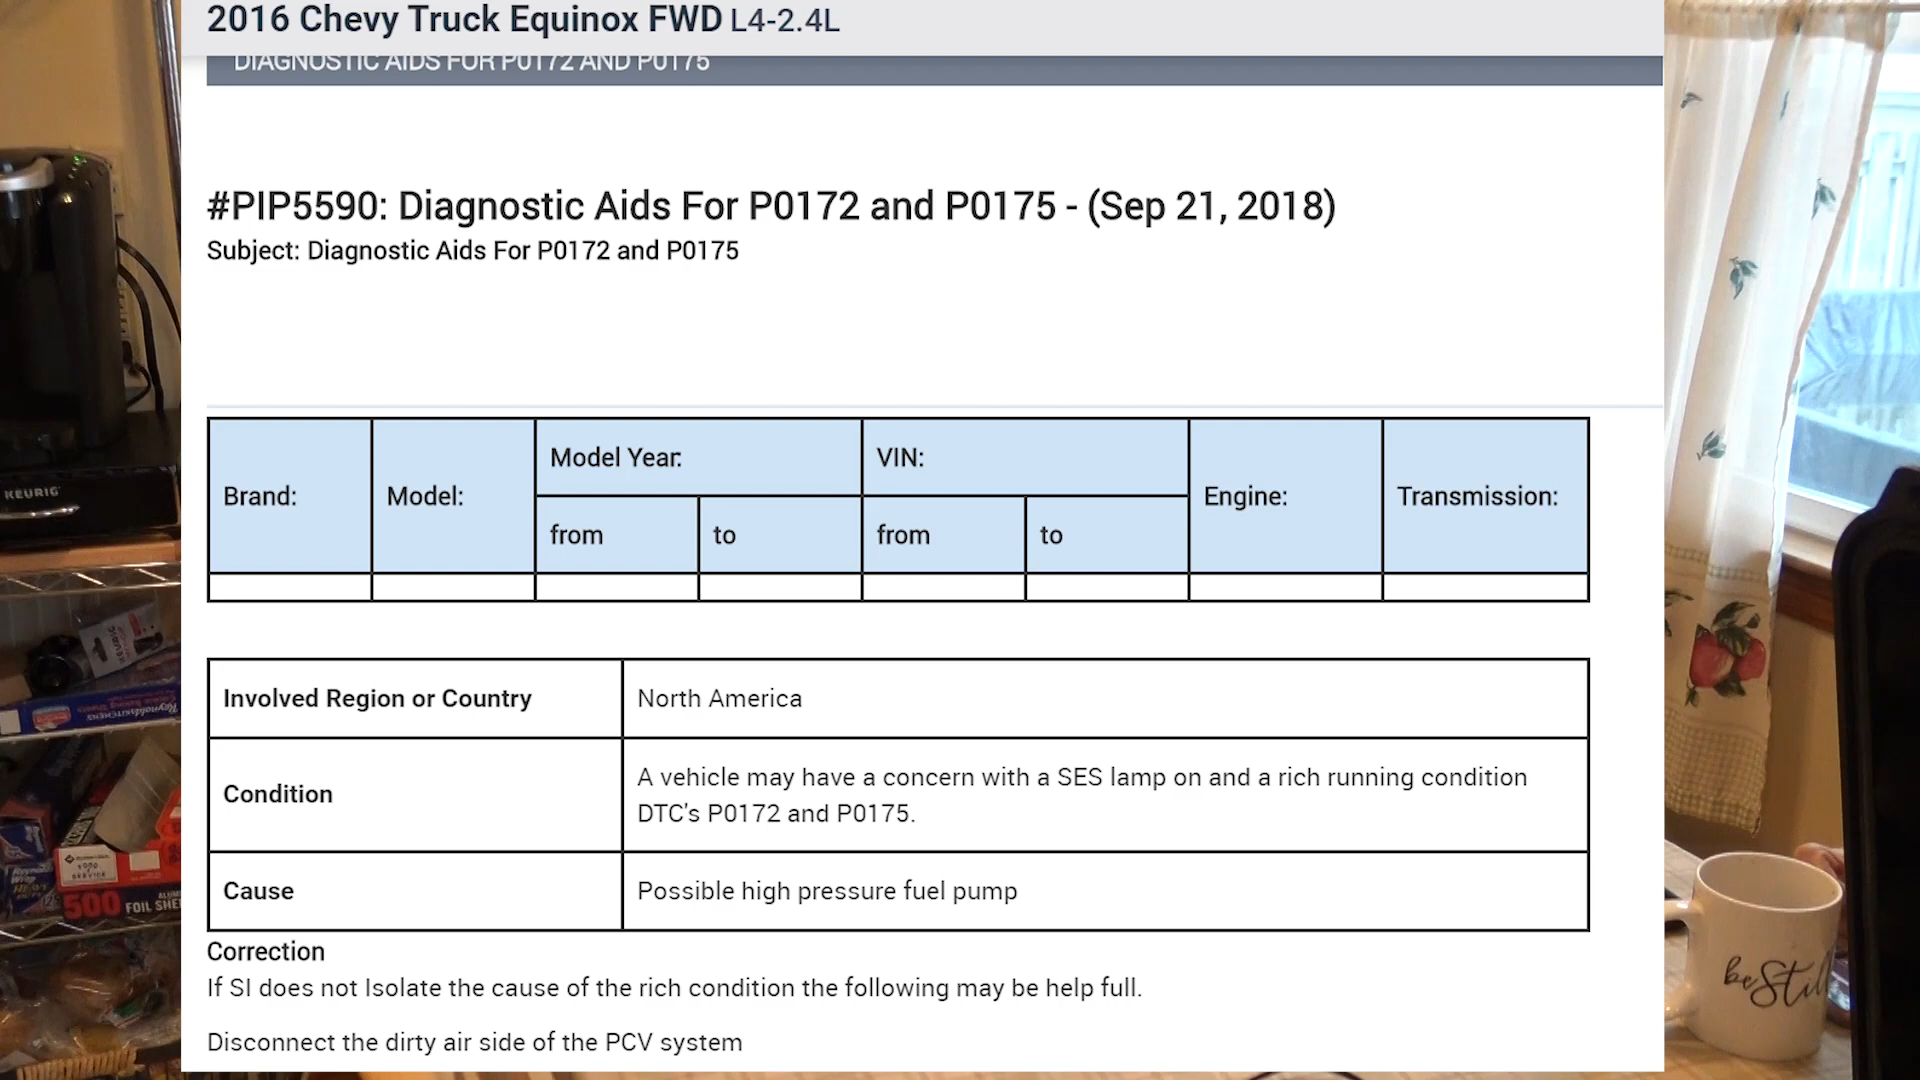 2016 Chevy Truck Equinox FWD L4-2.4L
DIAGNOSTIC AIDS FOR P0172 AND P0175
#PIP5590: Diagnostic Aids For P0172 and P0175 - (Sep 21, 2018)
Subject: Diagnostic Aids For P0172 and P0175
Brand:
Model:
Model Year:
VIN:
Engine:
Transmission:
from
to
from
to
Involved Region or Country
North America
Condition
A vehicle may have a concern with a SES lamp on and a rich running condition
DTC's P0172 and P0175.
Cause
Possible high pressure fuel pump
Correction
If SI does not Isolate the cause of the rich condition the following may be help full.
Disconnect the dirty air side of the PCV system
KEURIG
500 FOIL
be Still